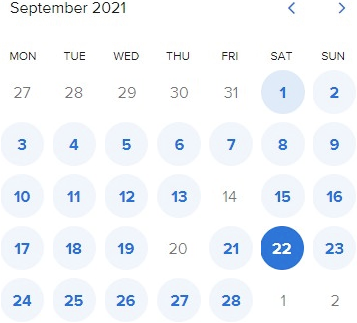 September 2021
MON TUE WED THU FRI SAT SUN
27 28 29 30 31 1 2
3 4 5 6 7 8 9
10 11 12 13 14 15 16
17 18 19 20 21 22 23
24 25 26 27 28 1 2